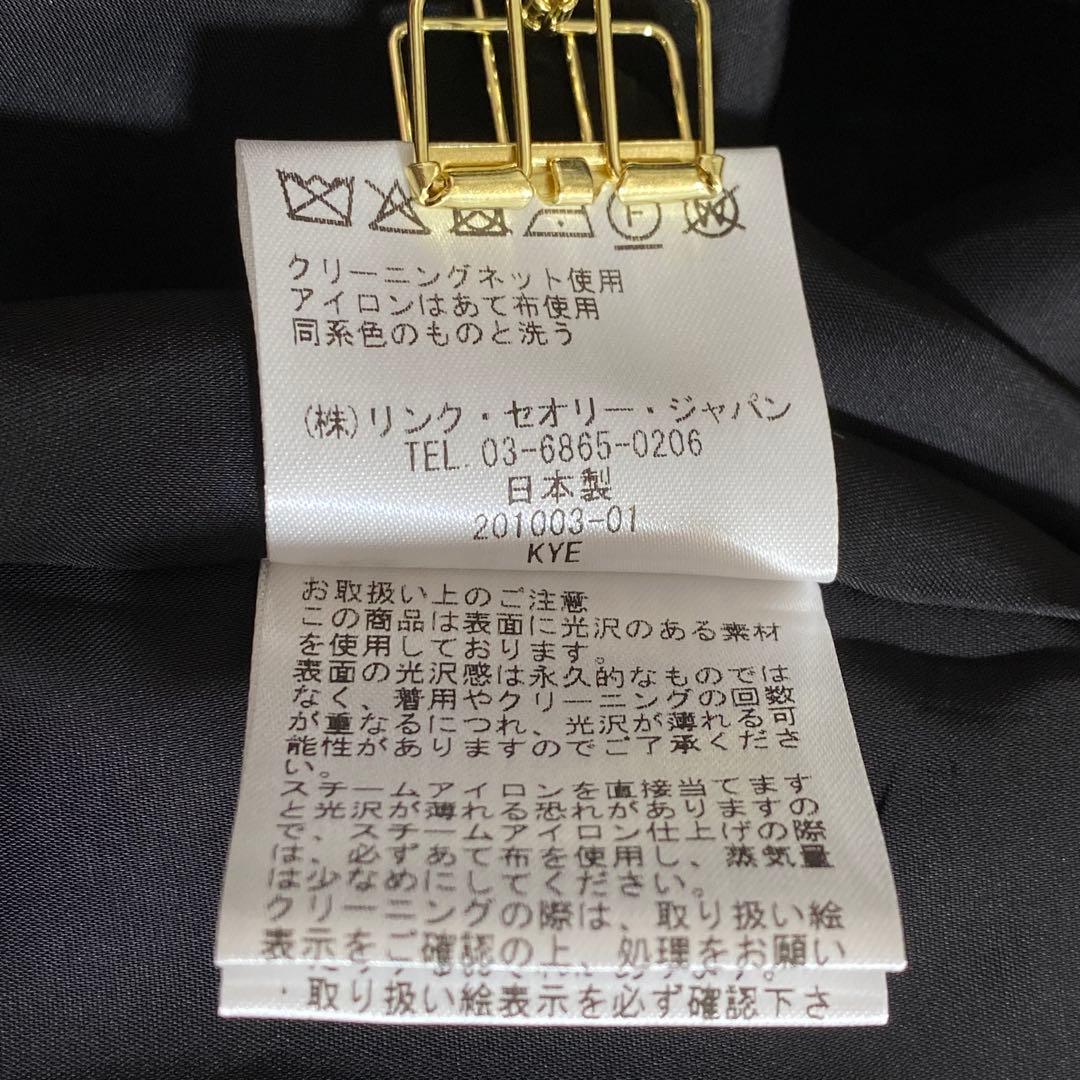 クリーニングネット使用
アイロンはあて布使用
同系色のものと洗う
(株)リンク・セオリー・ジャパン
TEL. 03-6865-0206
日本製
201003-01
KYE
お取扱い上のご注意
この商品は表面に光沢のある素材
を使用しております。
表面の光沢感は永久的なものでは
なく、着用やクリーニングの回数
が重なるにつれ、光沢が薄れる可
能性がありますのでご了承くださ
い。
スチームアイロンを直接当てます
と光沢が薄れる恐れがありますの
で、スチームアイロン仕上げの際
は、必ずあて布を使用し、蒸気量
は少なめにしてください。
クリーニングの際は、取り扱い絵
表示をご確認の上、処理をお願い
・取り扱い絵表示を必ず確認下さ